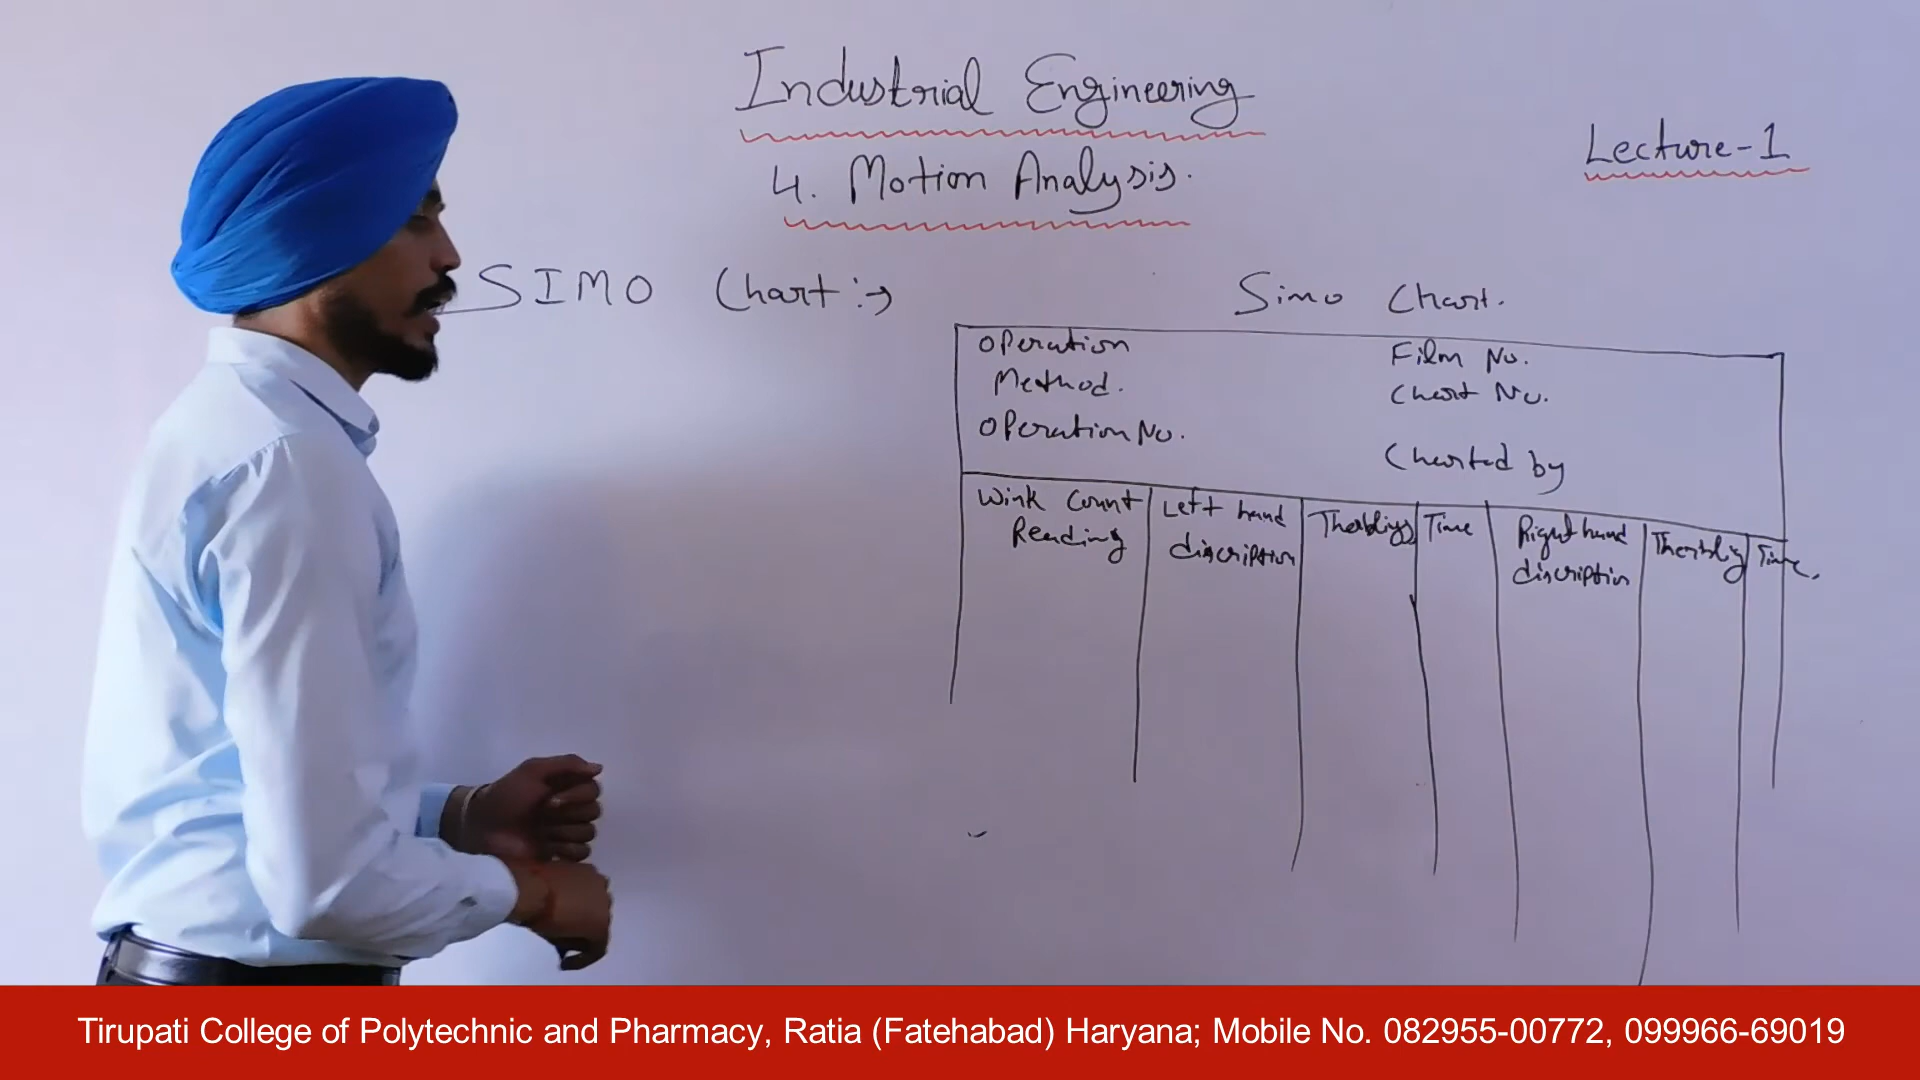 Industrial Engineering
Lecture-1
4. Motion Analysis.
SIMO Chart :→
Simo Chart.
Operation
Film No.
Method.
Chart No.
Operation No.
Charted by
Wink Count Reading
Left hand discription
Therbligs
Time
Right hand discription
Therblig
Time.
Tirupati College of Polytechnic and Pharmacy, Ratia (Fatehabad) Haryana; Mobile No. 082955-00772, 099966-69019